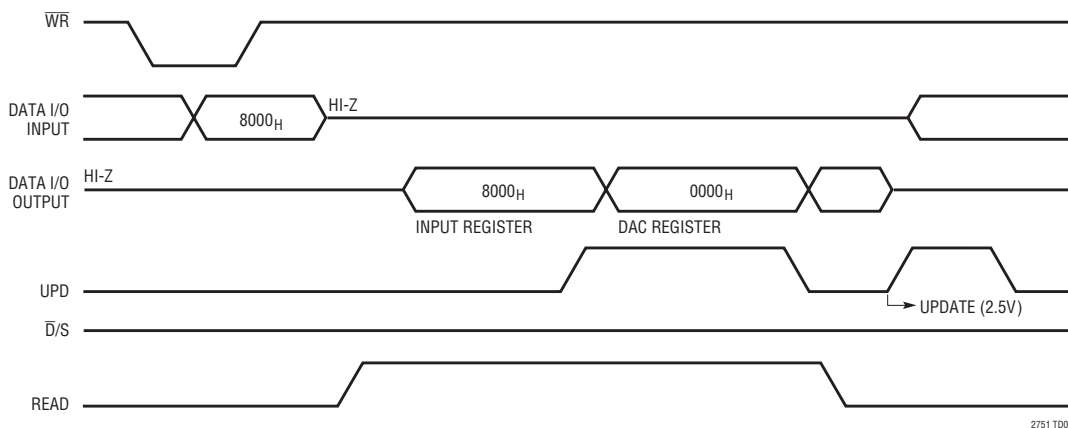 W̅R̅
DATA I/O
INPUT
8000H
HI-Z
DATA I/O
OUTPUT
HI-Z
8000H
0000H
INPUT REGISTER
DAC REGISTER
UPD
UPDATE (2.5V)
D̅/S
READ
2751 TD0